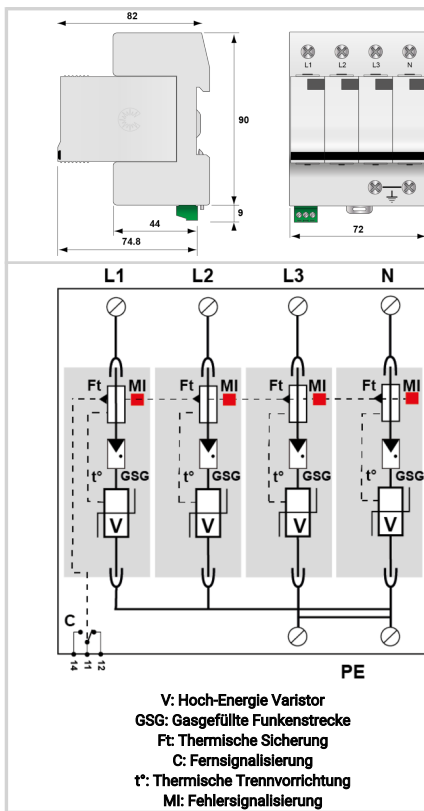 82
L1 L2 L3 N
90
9
44
74.8
72
L1 L2 L3 N
Ft MI Ft MI Ft MI Ft MI
t° GSG t° GSG t° GSG t° GSG
V V V V
C
14 11 12
PE
V: Hoch-Energie Varistor
GSG: Gasgefüllte Funkenstrecke
Ft: Thermische Sicherung
C: Fernsignalisierung
t°: Thermische Trennvorrichtung
MI: Fehlersignalisierung